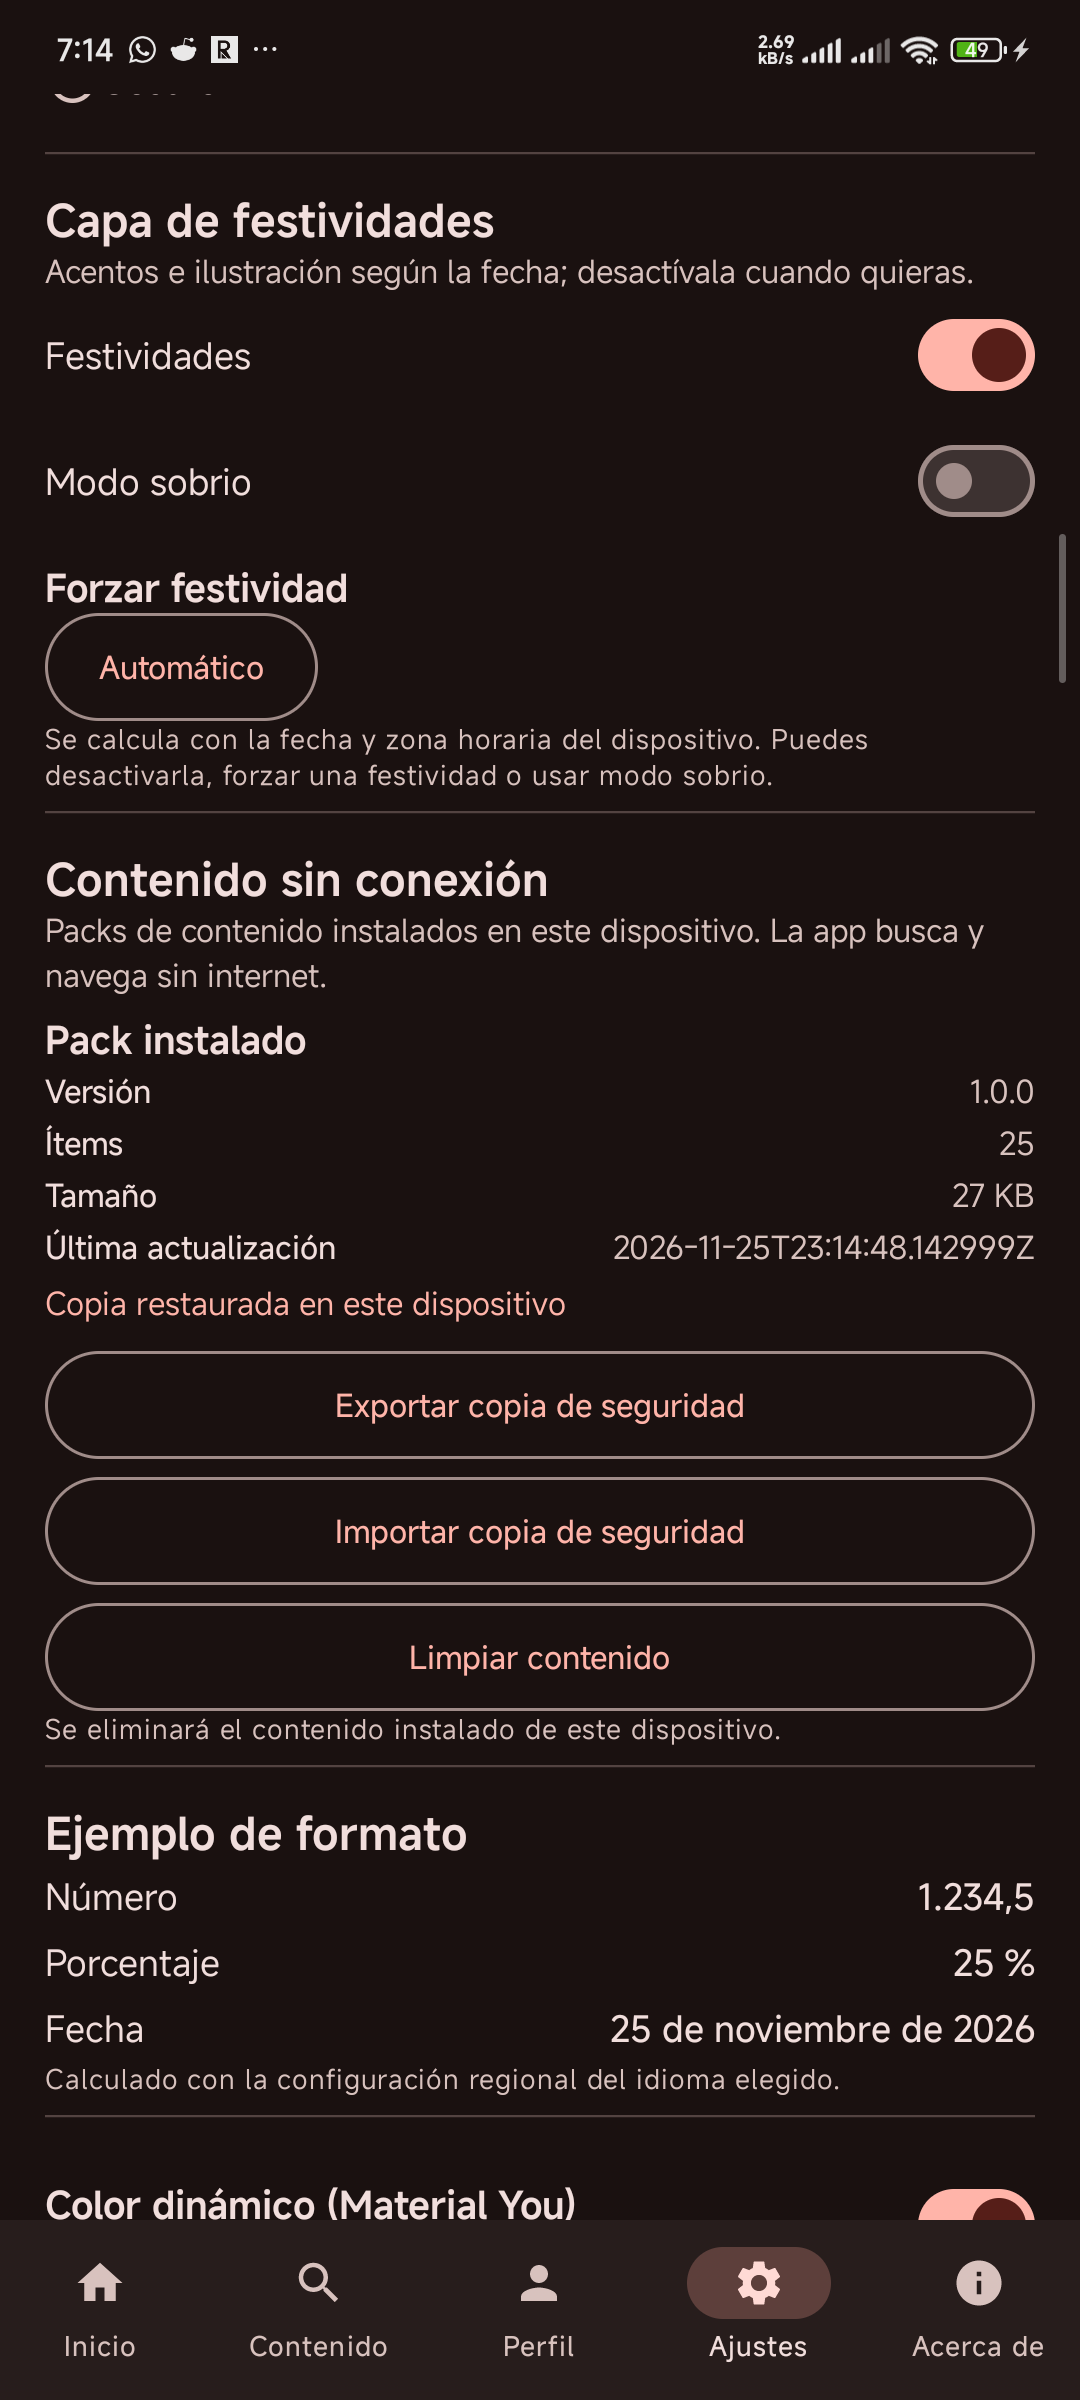 7:14
2.69
kB/s
49
Capa de festividades
Acentos e ilustración según la fecha; desactívala cuando quieras.
Festividades
Modo sobrio
Forzar festividad
Automático
Se calcula con la fecha y zona horaria del dispositivo. Puedes
desactivarla, forzar una festividad o usar modo sobrio.
Contenido sin conexión
Packs de contenido instalados en este dispositivo. La app busca y
navega sin internet.
Pack instalado
Versión 1.0.0
Ítems 25
Tamaño 27 KB
Última actualización 2026-11-25T23:14:48.142999Z
Copia restaurada en este dispositivo
Exportar copia de seguridad
Importar copia de seguridad
Limpiar contenido
Se eliminará el contenido instalado de este dispositivo.
Ejemplo de formato
Número 1.234,5
Porcentaje 25 %
Fecha 25 de noviembre de 2026
Calculado con la configuración regional del idioma elegido.
Color dinámico (Material You)
Inicio
Contenido
Perfil
Ajustes
Acerca de